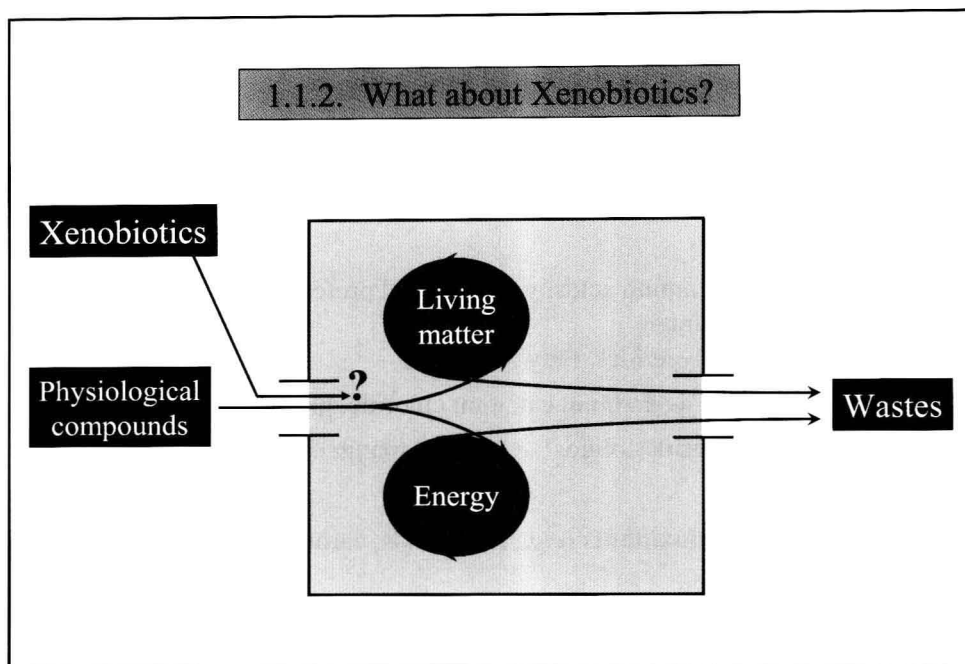 1.1.2. What about Xenobiotics?
Xenobiotics
Living
matter
?
Physiological
compounds
Wastes
Energy